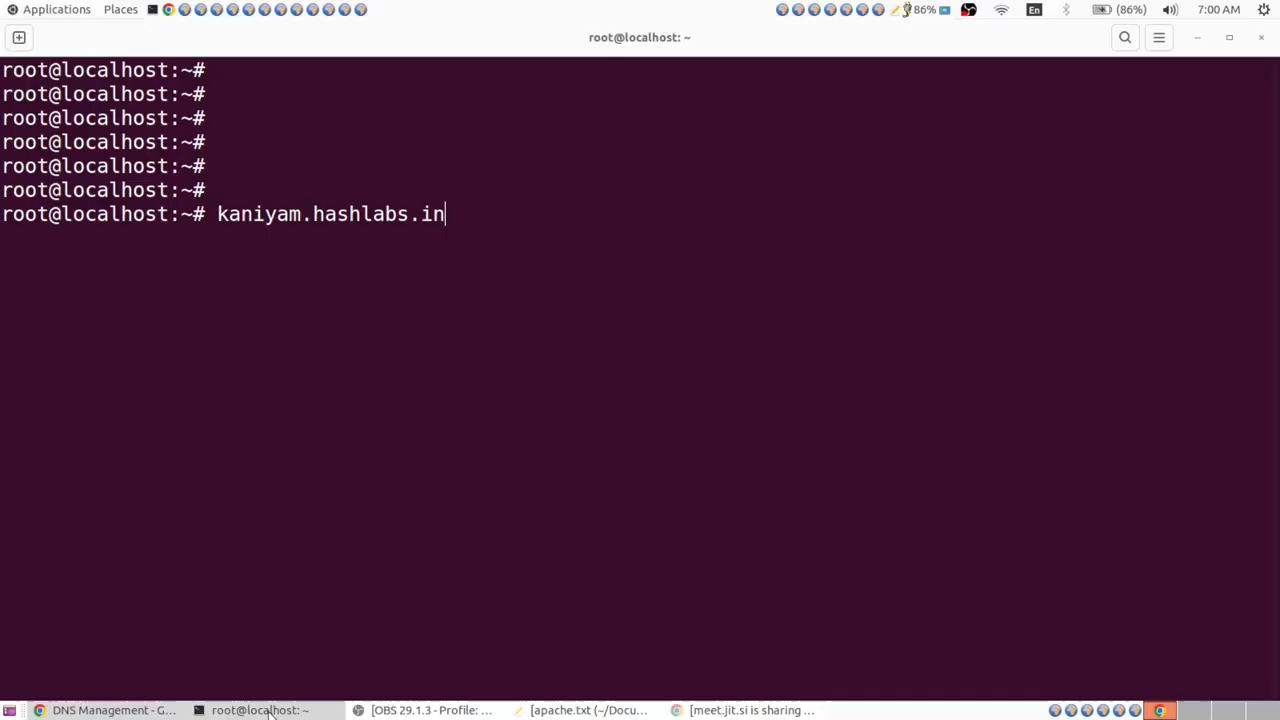 Applications Places 86% En (86%) 7:00 AM
root@localhost: ~
root@localhost:~#
root@localhost:~#
root@localhost:~#
root@localhost:~#
root@localhost:~#
root@localhost:~#
root@localhost:~# kaniyam.hashlabs.in
DNS Management - G... root@localhost: ~ [OBS 29.1.3 - Profile: ... [apache.txt (~/Docu... [meet.jit.si is sharing ...